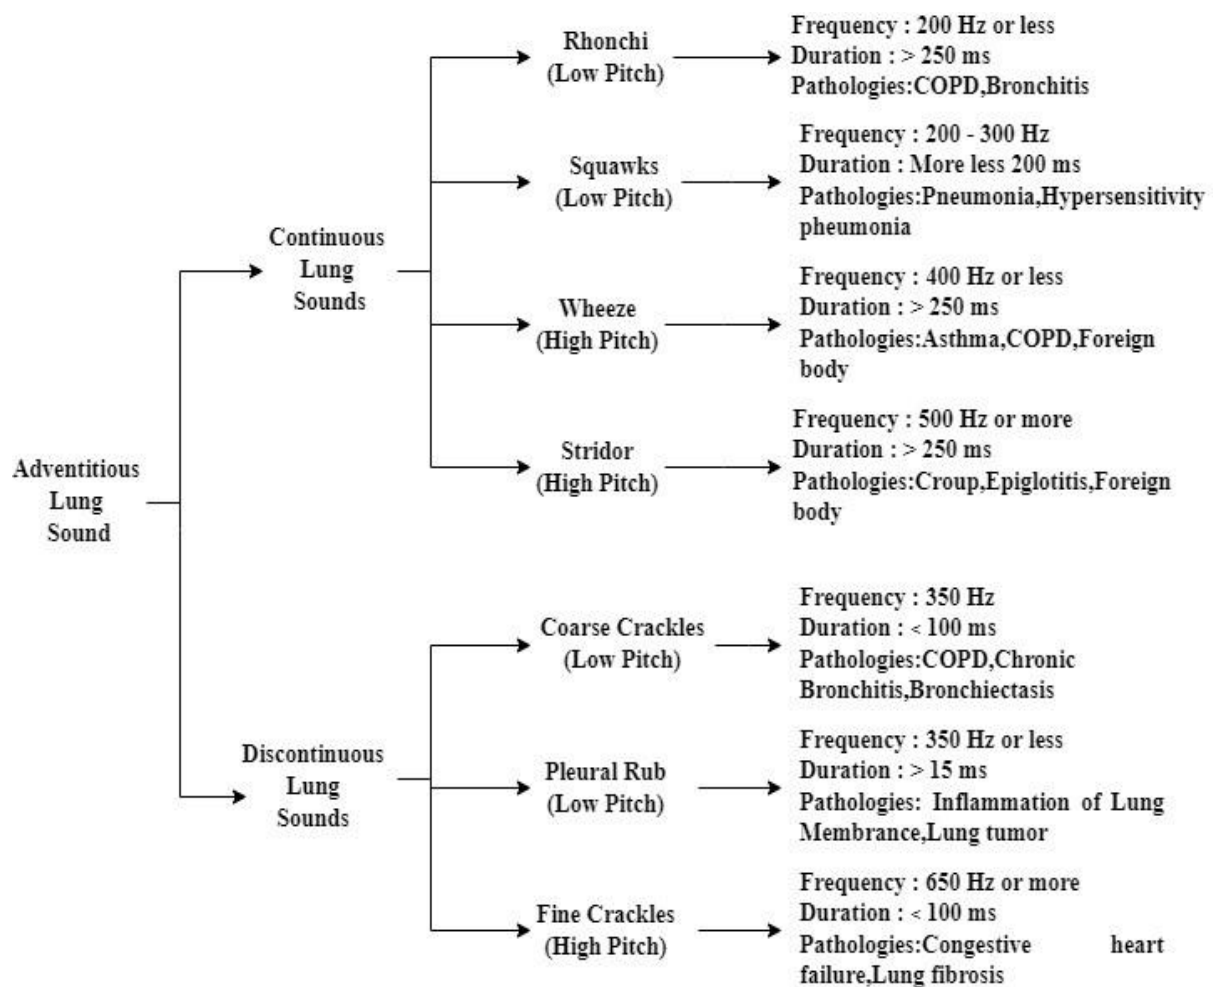 Adventitious
Lung
Sound
Continuous
Lung
Sounds
Rhonchi
(Low Pitch)
Frequency : 200 Hz or less
Duration : > 250 ms
Pathologies:COPD,Bronchitis
Squawks
(Low Pitch)
Frequency : 200 - 300 Hz
Duration : More less 200 ms
Pathologies:Pneumonia,Hypersensitivity
pheumonia
Wheeze
(High Pitch)
Frequency : 400 Hz or less
Duration : > 250 ms
Pathologies:Asthma,COPD,Foreign
body
Stridor
(High Pitch)
Frequency : 500 Hz or more
Duration : > 250 ms
Pathologies:Croup,Epiglotitis,Foreign
body
Discontinuous
Lung
Sounds
Coarse Crackles
(Low Pitch)
Frequency : 350 Hz
Duration : < 100 ms
Pathologies:COPD,Chronic
Bronchitis,Bronchiectasis
Pleural Rub
(Low Pitch)
Frequency : 350 Hz or less
Duration : > 15 ms
Pathologies: Inflammation of Lung
Membrance,Lung tumor
Fine Crackles
(High Pitch)
Frequency : 650 Hz or more
Duration : < 100 ms
Pathologies:Congestive heart
failure,Lung fibrosis